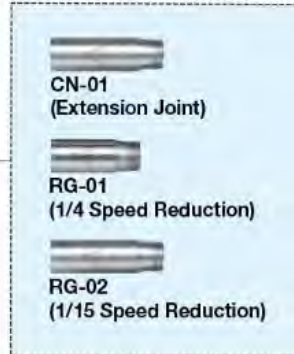 CN-01
(Extension Joint)
RG-01
(1/4 Speed Reduction)
RG-02
(1/15 Speed Reduction)